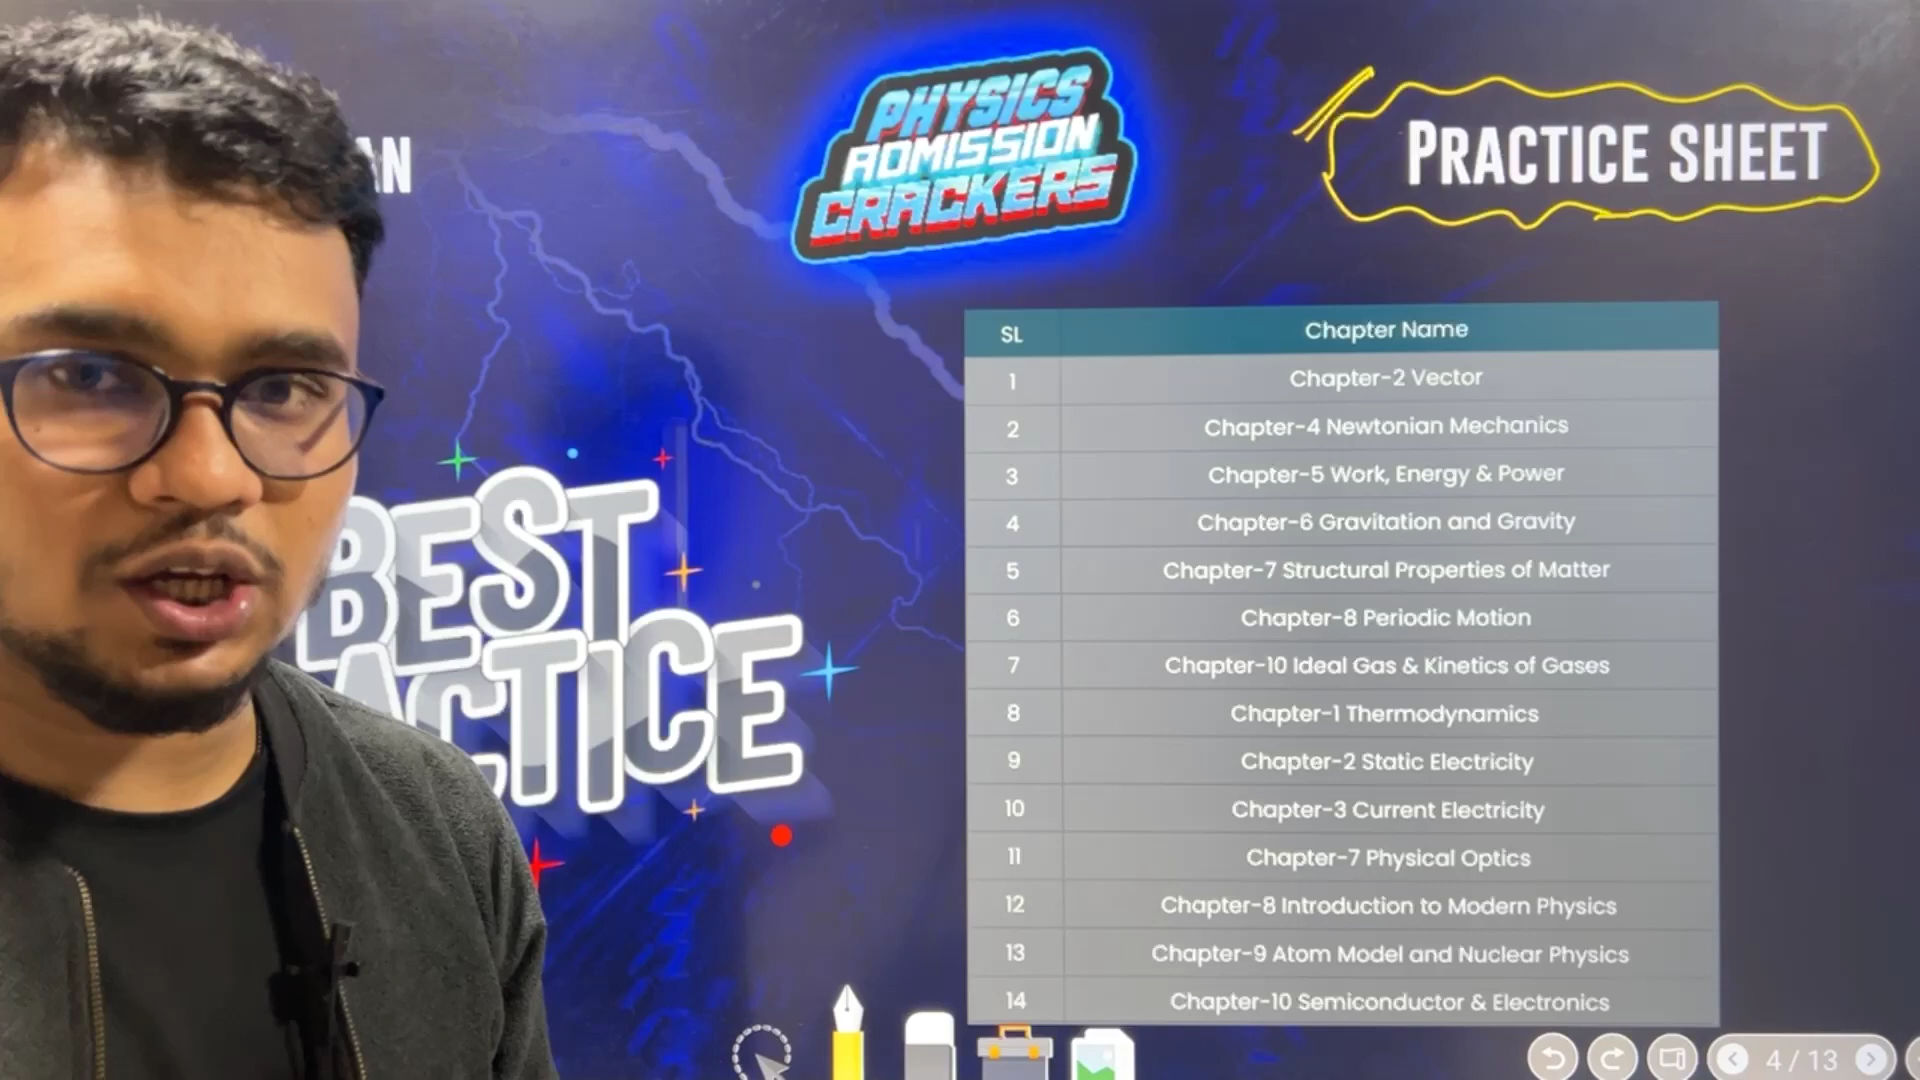 PHYSICS
ADMISSION
CRACKERS
PRACTICE SHEET
BEST
SL Chapter Name
1 Chapter-2 Vector
2 Chapter-4 Newtonian Mechanics
3 Chapter-5 Work, Energy & Power
4 Chapter-6 Gravitation and Gravity
5 Chapter-7 Structural Properties of Matter
6 Chapter-8 Periodic Motion
7 Chapter-10 Ideal Gas & Kinetics of Gases
8 Chapter-1 Thermodynamics
9 Chapter-2 Static Electricity
10 Chapter-3 Current Electricity
11 Chapter-7 Physical Optics
12 Chapter-8 Introduction to Modern Physics
13 Chapter-9 Atom Model and Nuclear Physics
14 Chapter-10 Semiconductor & Electronics
4 / 13